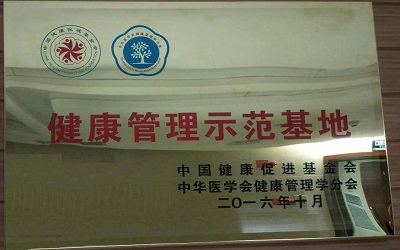 健康管理示范基地
中国健康促进基金会
中华医学会健康管理学分会
二〇一六年十月